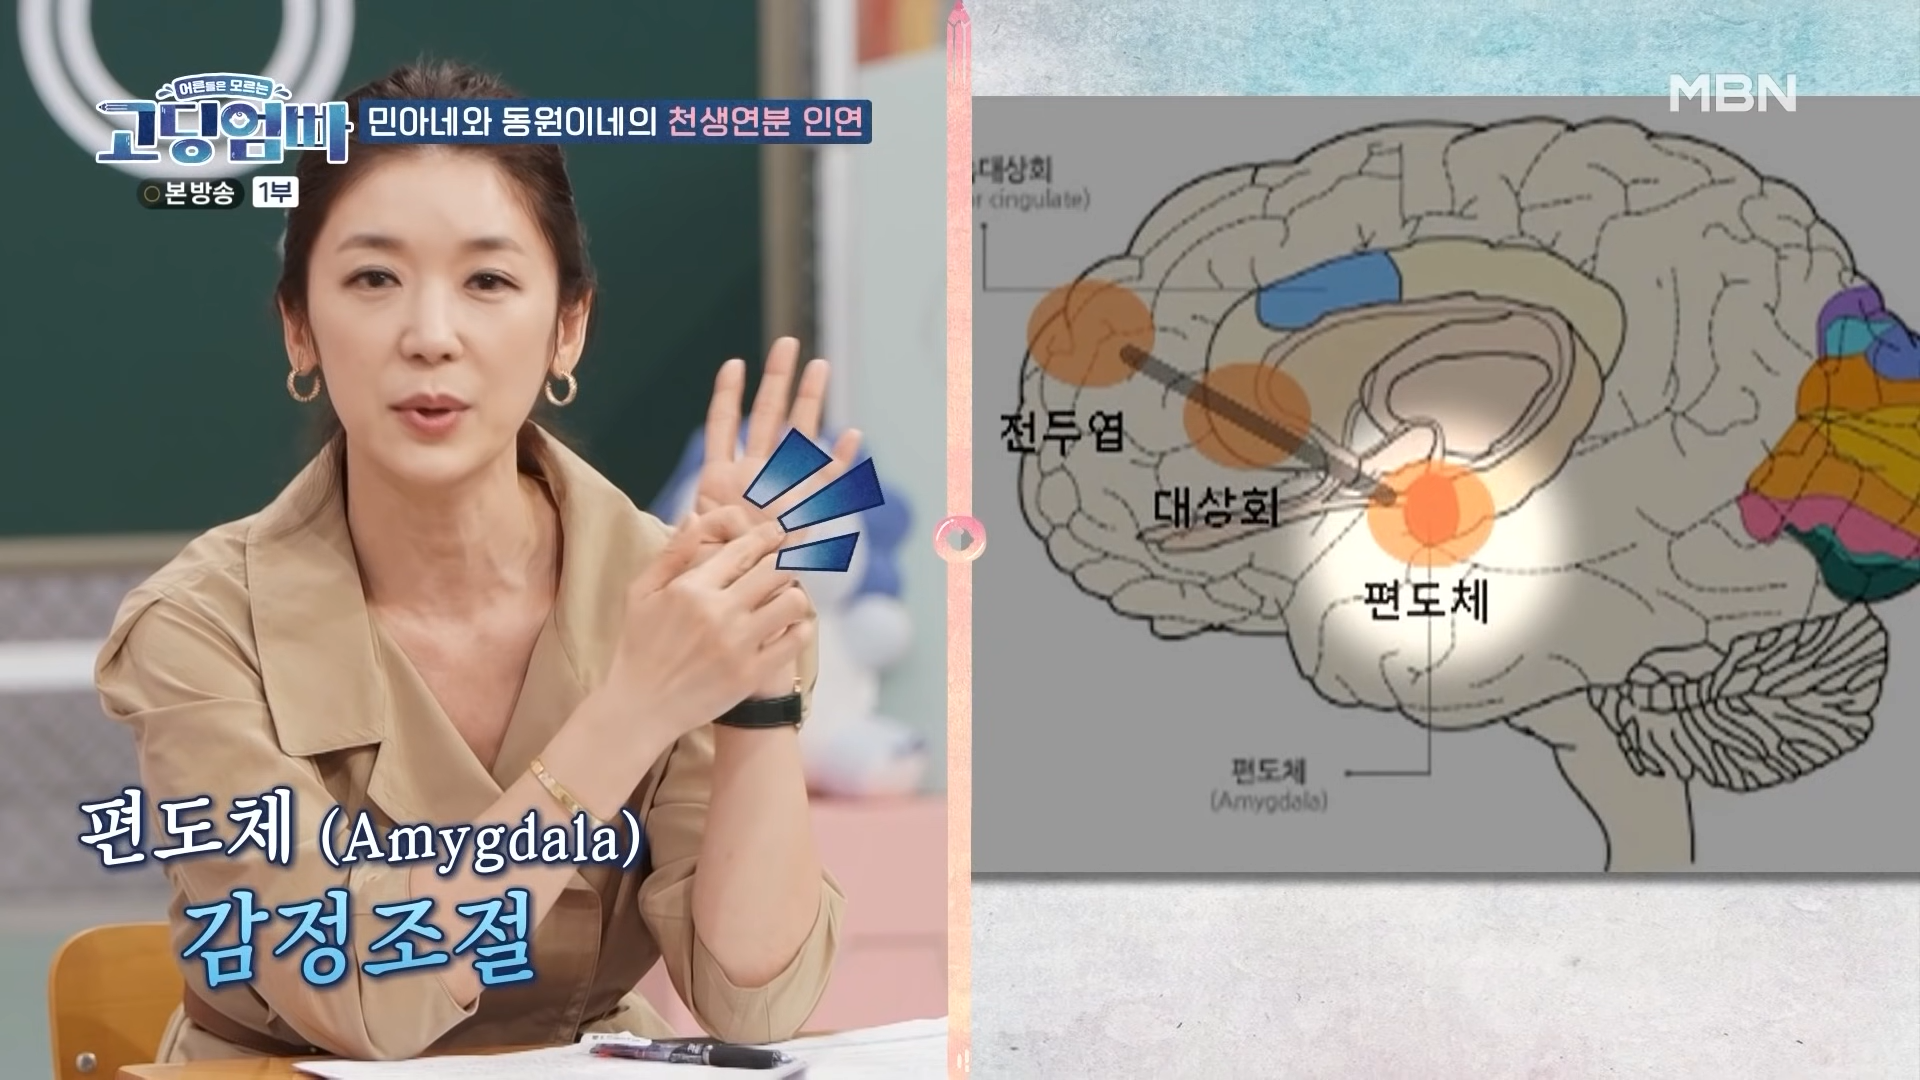 어른들은 모르는
고딩엄빠
민아네와 동원이네의 천생연분 인연
본방송 1부
MBN
대상회
cingulate)
전두엽
대상회
편도체
편도체
(Amygdala)
편도체 (Amygdala)
감정조절